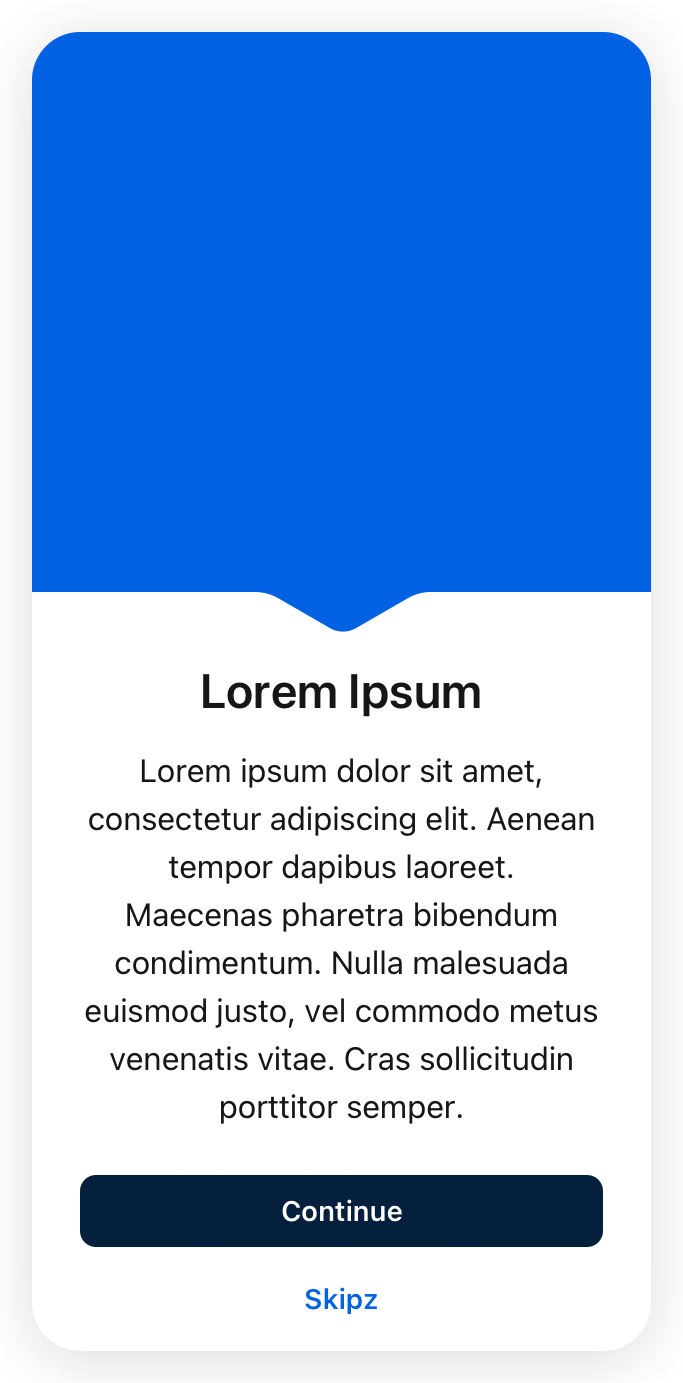 Lorem Ipsum
Lorem ipsum dolor sit amet,
consectetur adipiscing elit. Aenean
tempor dapibus laoreet.
Maecenas pharetra bibendum
condimentum. Nulla malesuada
euismod justo, vel commodo metus
venenatis vitae. Cras sollicitudin
porttitor semper.
Continue
Skipz